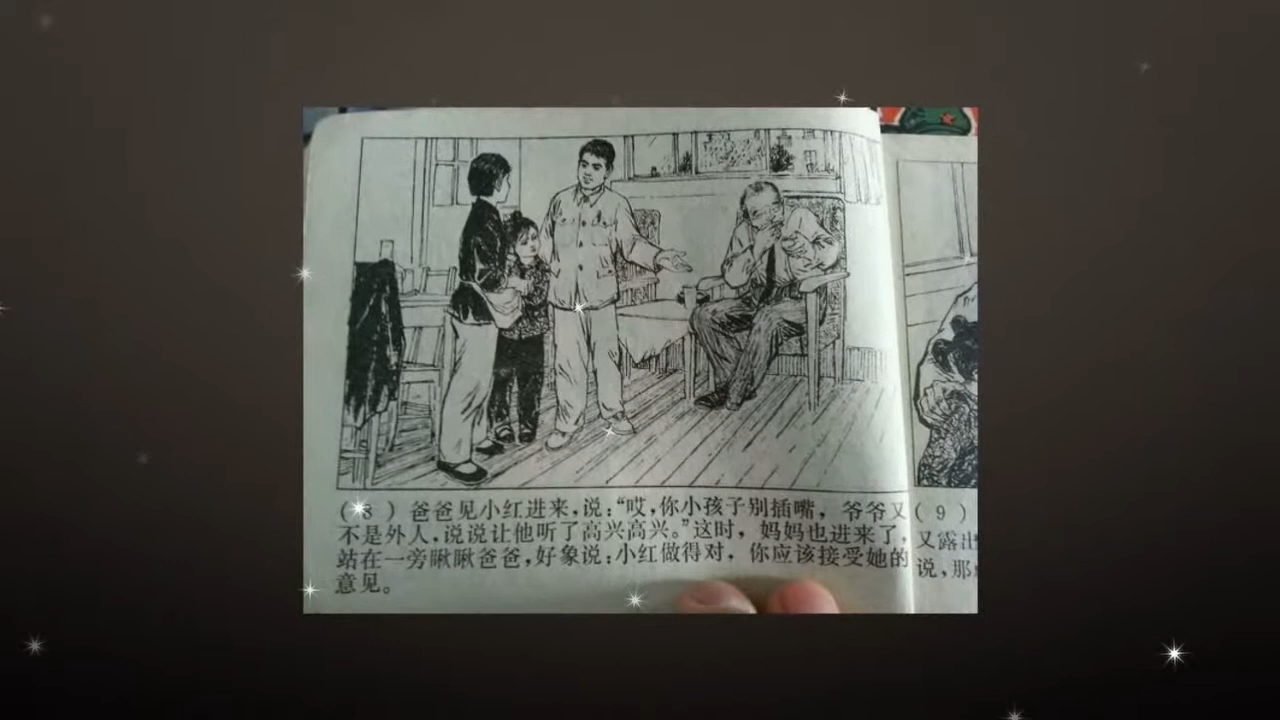 (8) 爸爸见小红进来,说:“哎,你小孩子别插嘴, 爷爷又
不是外人,说说让他听了高兴高兴。”这时, 妈妈也进来了,
站在一旁瞅瞅爸爸,好象说:小红做得对, 你应该接受她的
意见。
(9)
又露出
说,那